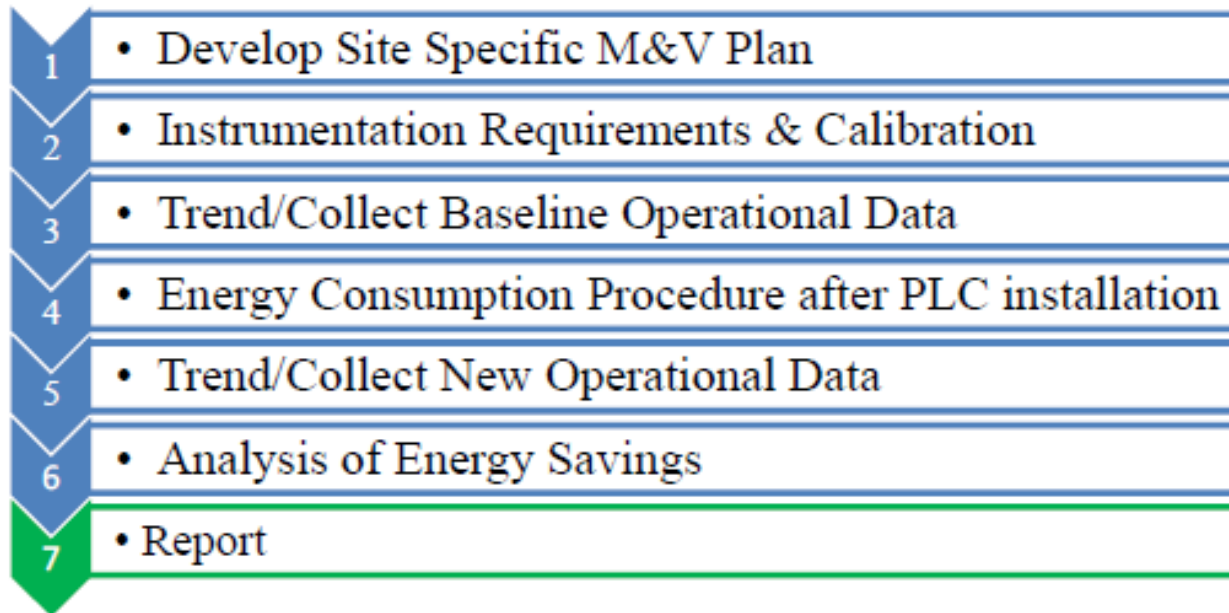 1 • Develop Site Specific M&V Plan
2 • Instrumentation Requirements & Calibration
3 • Trend/Collect Baseline Operational Data
4 • Energy Consumption Procedure after PLC installation
5 • Trend/Collect New Operational Data
6 • Analysis of Energy Savings
7 • Report